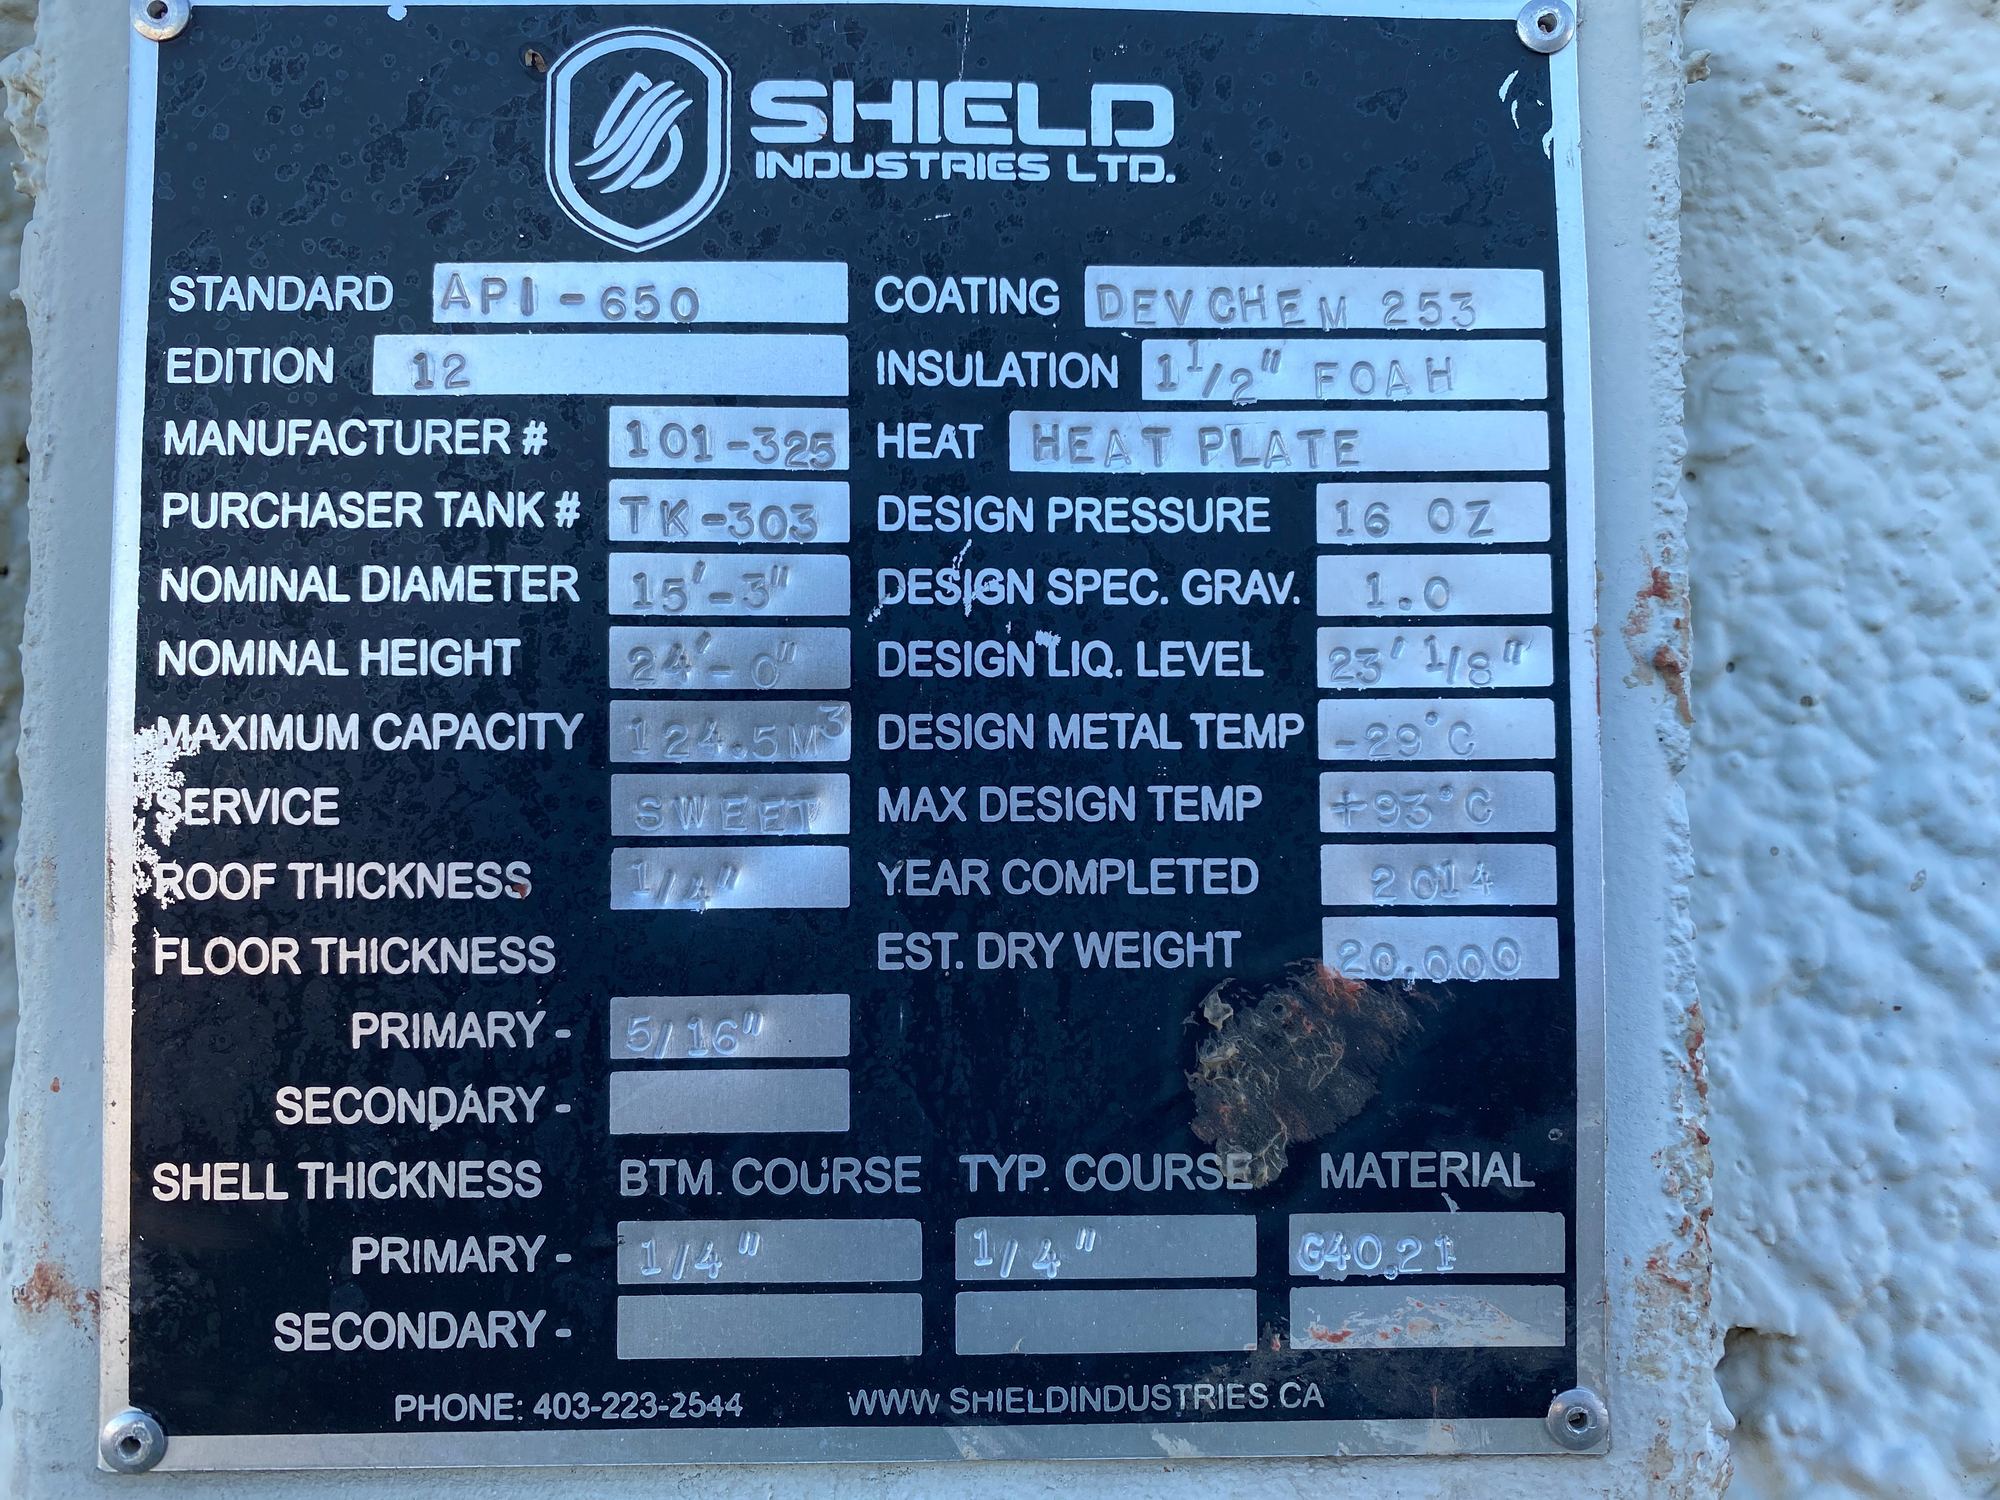 SHIELD
INDUSTRIES LTD.
STANDARD API-650 COATING DEVCHEM 253
EDITION 12 INSULATION 1 1/2" FOAH
MANUFACTURER # 101-325 HEAT HEAT PLATE
PURCHASER TANK # TK-303 DESIGN PRESSURE 16 OZ
NOMINAL DIAMETER 15'-3" DESIGN SPEC. GRAV. 1.0
NOMINAL HEIGHT 24'-0" DESIGN LIQ. LEVEL 23' 1/8"
MAXIMUM CAPACITY 124.5M³ DESIGN METAL TEMP -29°C
SERVICE SWEET MAX DESIGN TEMP +93°C
ROOF THICKNESS 1/4" YEAR COMPLETED 2014
FLOOR THICKNESS EST. DRY WEIGHT 20.000
PRIMARY - 5/16"
SECONDARY -
SHELL THICKNESS BTM. COURSE TYP. COURSE MATERIAL
PRIMARY - 1/4" 1/4" G40.21
SECONDARY -
PHONE: 403-223-2544 WWW.SHIELDINDUSTRIES.CA